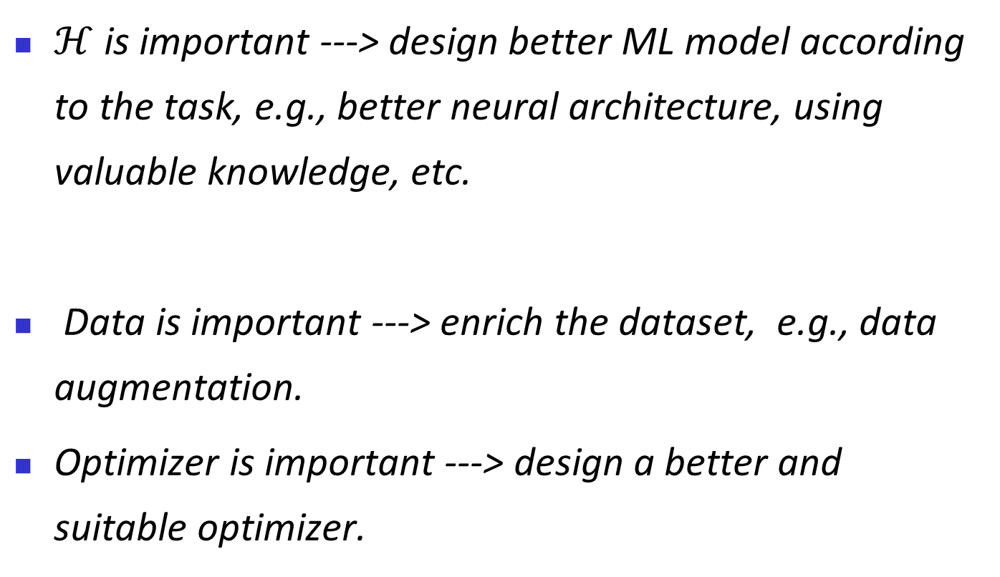 ℋ is important ---> design better ML model according
to the task, e.g., better neural architecture, using
valuable knowledge, etc.
Data is important ---> enrich the dataset, e.g., data
augmentation.
Optimizer is important ---> design a better and
suitable optimizer.